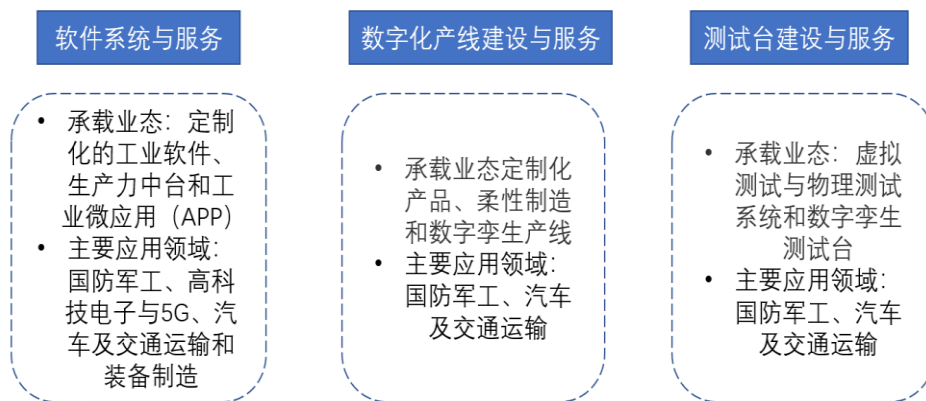 软件系统与服务
• 承载业态：定制
化的工业软件、
生产力中台和工
业微应用（APP）
• 主要应用领域：
国防军工、高科
技电子与5G、汽
车及交通运输和
装备制造
数字化产线建设与服务
• 承载业态定制化
产品、柔性制造
和数字孪生产线
• 主要应用领域：
国防军工、汽车
及交通运输
测试台建设与服务
• 承载业态：虚拟
测试与物理测试
系统和数字孪生
测试台
• 主要应用领域：
国防军工、汽车
及交通运输